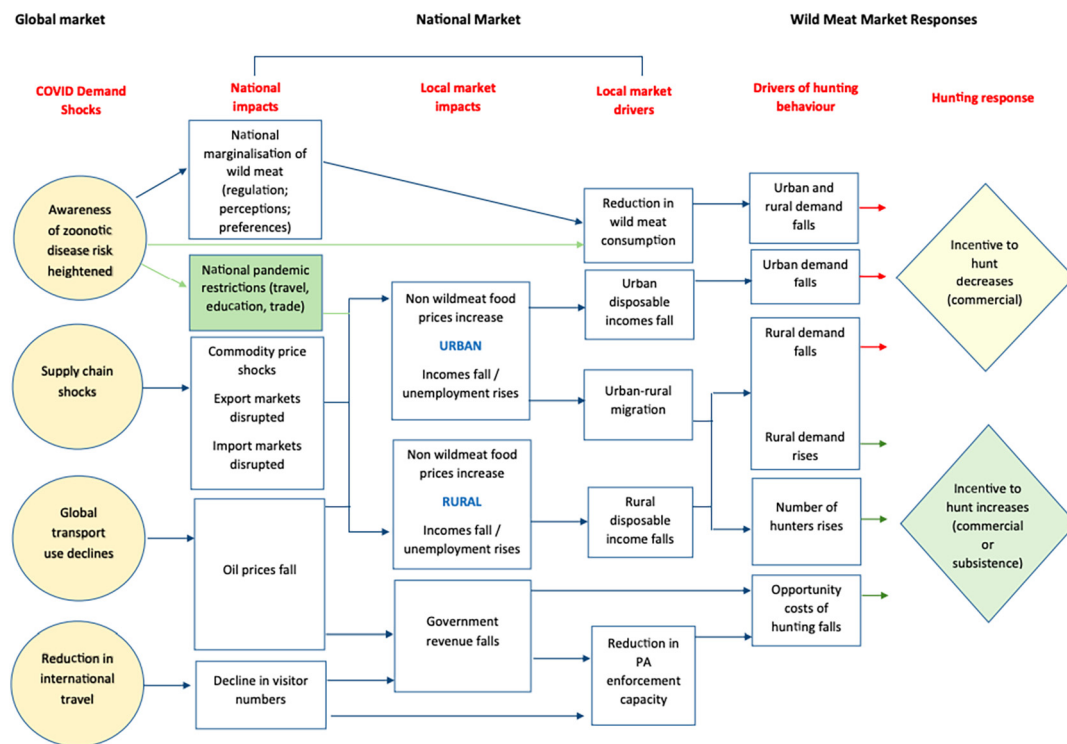 Global market
National Market
Wild Meat Market Responses
COVID Demand
Shocks
National
impacts
Local market
impacts
Local market
drivers
Drivers of hunting
behaviour
Hunting response
Awareness
of zoonotic
disease risk
heightened
Supply chain
shocks
Global
transport
use declines
Reduction in
international
travel
National
marginalisation of
wild meat
(regulation;
perceptions;
preferences)
National pandemic
restrictions (travel,
education, trade)
Commodity price
shocks
Export markets
disrupted
Import markets
disrupted
Oil prices fall
Decline in visitor
numbers
Non wildmeat food
prices increase
URBAN
Incomes fall /
unemployment rises
Non wildmeat food
prices increase
RURAL
Incomes fall /
unemployment rises
Government
revenue falls
Reduction in
wild meat
consumption
Urban
disposable
incomes fall
Urban-rural
migration
Rural
disposable
income falls
Reduction in
PA
enforcement
capacity
Urban and
rural demand
falls
Urban demand
falls
Rural demand
falls
Rural demand
rises
Number of
hunters rises
Opportunity
costs of
hunting falls
Incentive to
hunt
decreases
(commercial)
Incentive to
hunt increases
(commercial
or
subsistence)